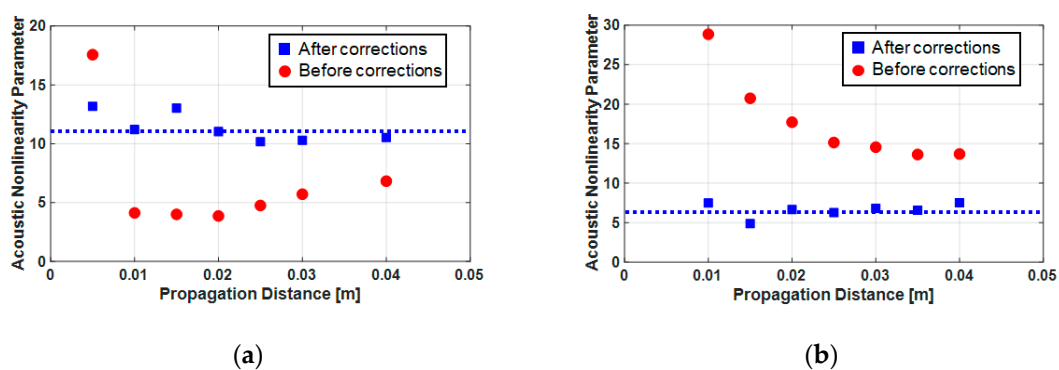 Acoustic Nonlinearity Parameter
20
15
10
5
0
After corrections
Before corrections
0
0.01
0.02
0.03
0.04
0.05
Propagation Distance [m]
(a)
Acoustic Nonlinearity Parameter
30
25
20
15
10
5
0
After corrections
Before corrections
0
0.01
0.02
0.03
0.04
0.05
Propagation Distance [m]
(b)